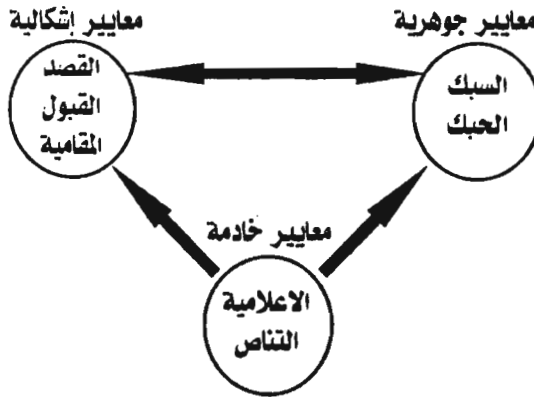 معايير جوهرية
السبك
الحبك
معايير إشكالية
القصد
القبول
المقامية
معايير خادمة
الاعلامية
التناص